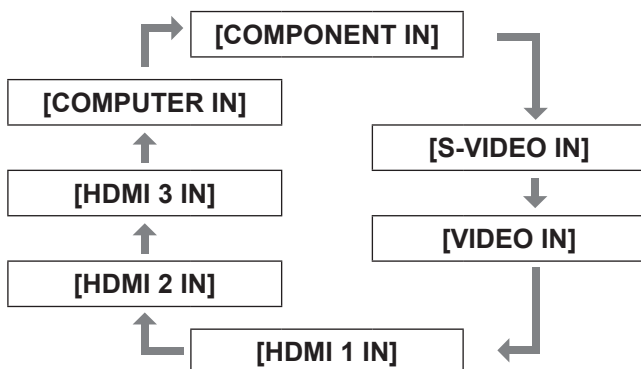 [COMPONENT IN]
[COMPUTER IN]
[S-VIDEO IN]
[HDMI 3 IN]
[VIDEO IN]
[HDMI 2 IN]
[HDMI 1 IN]